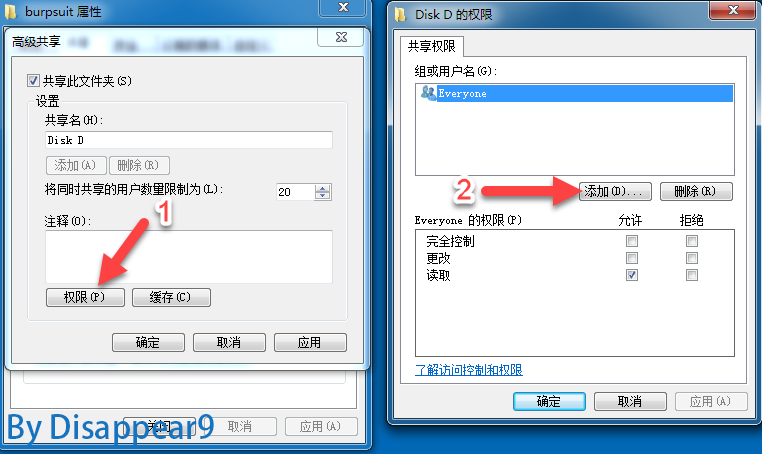 burpsuit 属性
高级共享
共享此文件夹(S)
设置
共享名(H):
Disk D
添加(A) 删除(R)
将同时共享的用户数量限制为(L): 20
1
注释(O):
权限(P) 缓存(C)
确定 取消 应用
关闭 取消 应用(A)
By Disappear9
Disk D 的权限
共享权限
组或用户名(G):
Everyone
2
添加(D)... 删除(R)
Everyone 的权限(P) 允许 拒绝
完全控制
更改
读取
了解访问控制和权限
确定 取消 应用(A)